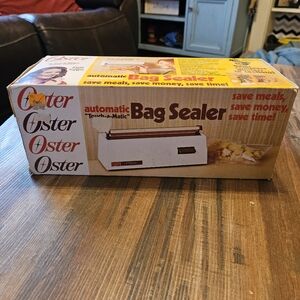 Oster
automatic
Bag Sealer
save meals, save money, save time!
Oster
Oster
Oster
Oster
automatic
"Touch-A-Matic"
Bag Sealer
save meals,
save money,
save time!